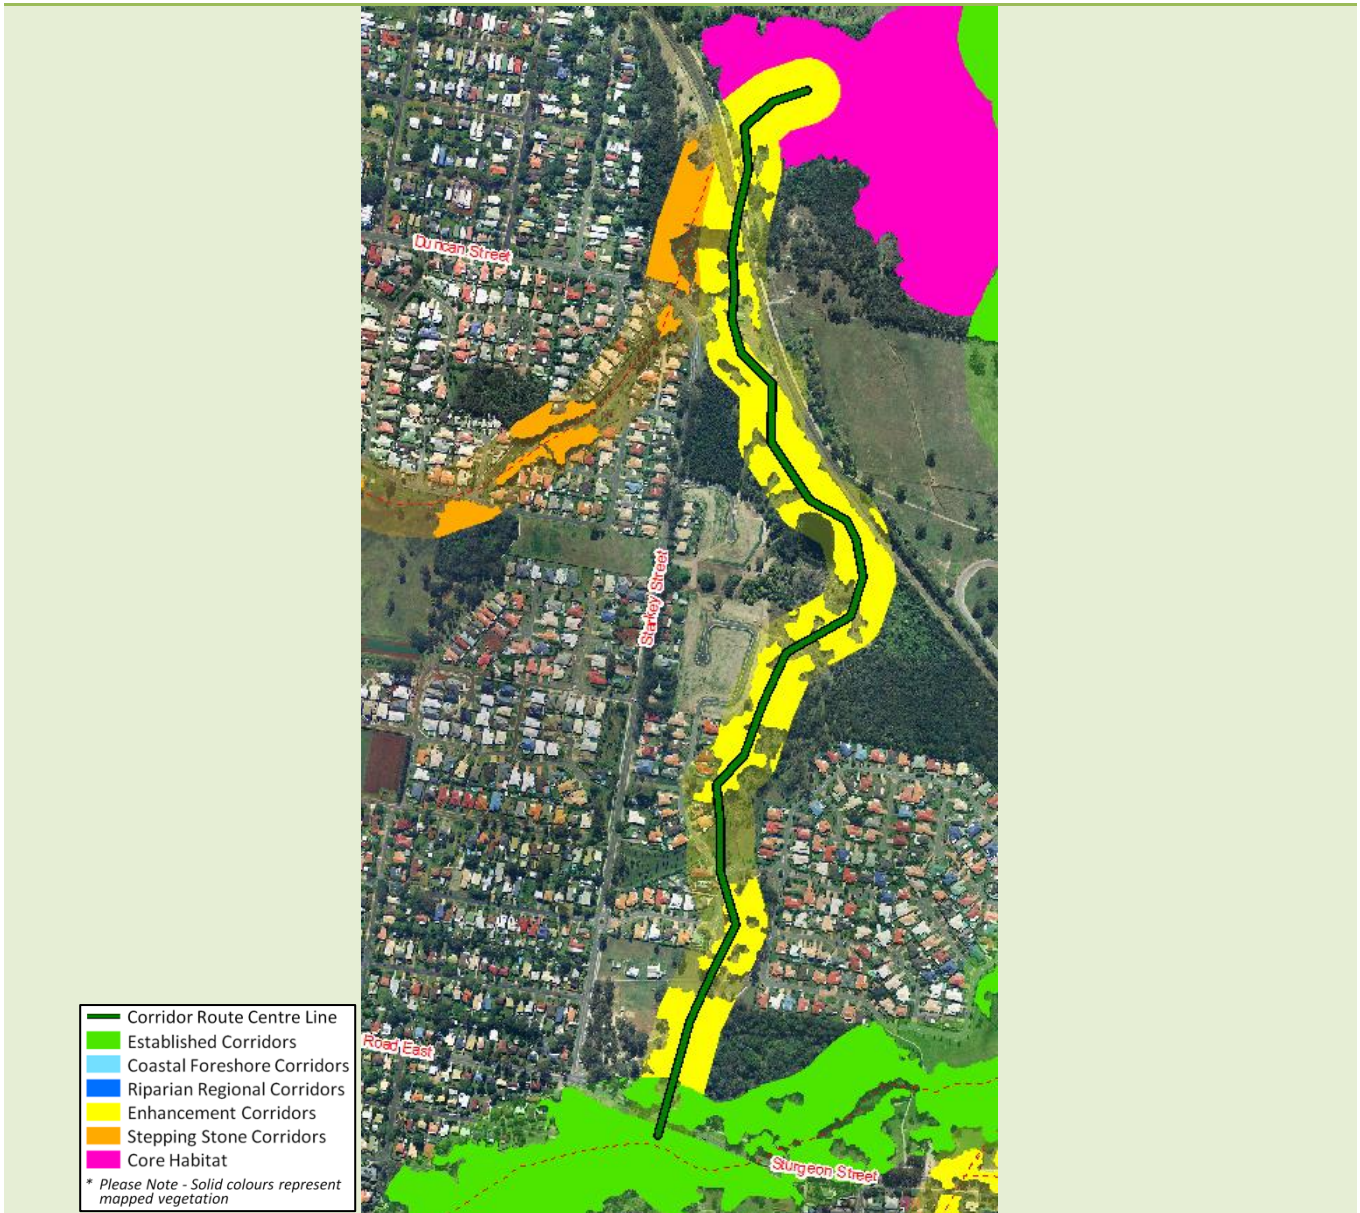 Duncan Street
Starkey Street
Road East
Sturgeon Street
Corridor Route Centre Line
Established Corridors
Coastal Foreshore Corridors
Riparian Regional Corridors
Enhancement Corridors
Stepping Stone Corridors
Core Habitat
* Please Note - Solid colours represent
mapped vegetation